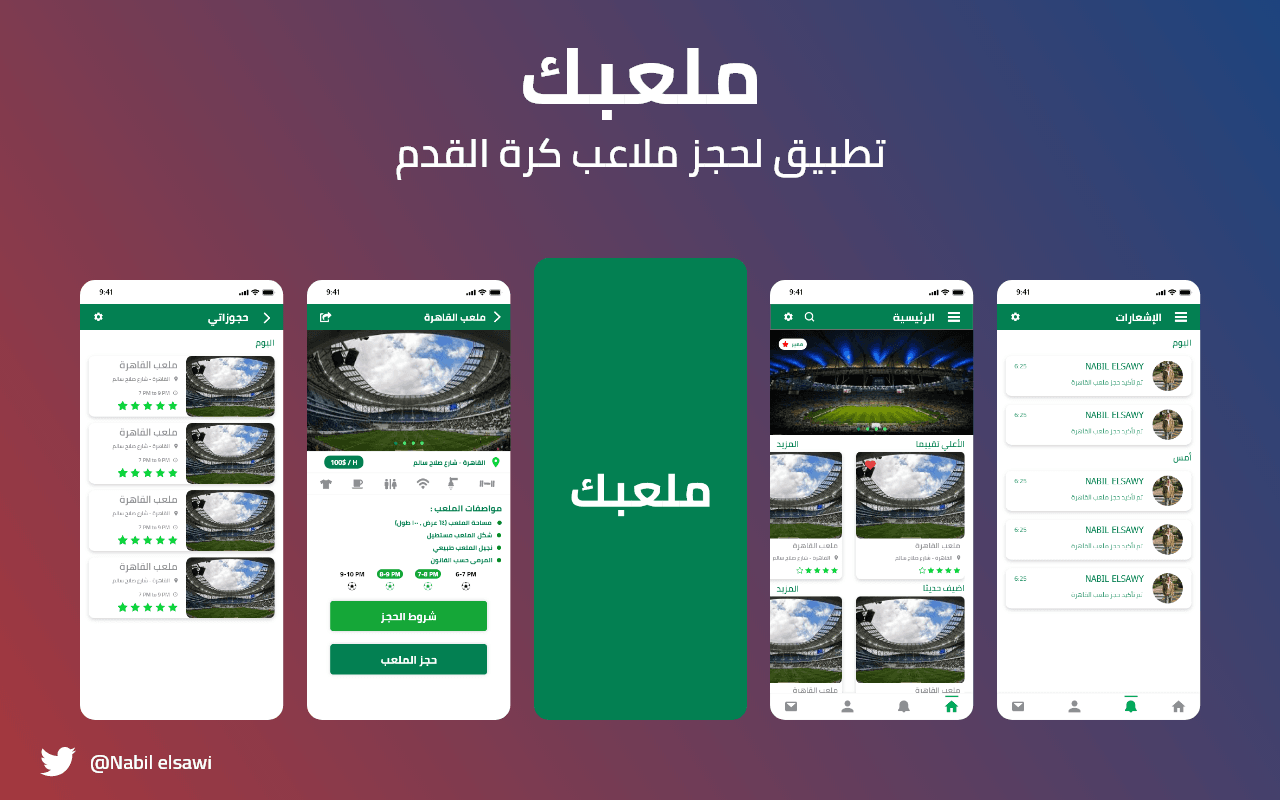 ملعبك
تطبيق لحجز ملاعب كرة القدم
9:41
الإشعارات
اليوم
NABIL ELSAWY
6:25
تم تأكيد حجز ملعب القاهرة
NABIL ELSAWY
6:25
تم تأكيد حجز ملعب القاهرة
أمس
NABIL ELSAWY
6:25
تم تأكيد حجز ملعب القاهرة
NABIL ELSAWY
6:25
تم تأكيد حجز ملعب القاهرة
NABIL ELSAWY
6:25
تم تأكيد حجز ملعب القاهرة
9:41
الرئيسية
مميز
الأعلي تقييما
المزيد
ملعب القاهرة
القاهرة - شارع صلاح سالم
ملعب القاهرة
القاهرة - شارع صلاح سالم
اضيف حديثا
المزيد
ملعب القاهرة
ملعب القاهرة
ملعبك
9:41
ملعب القاهرة
القاهرة - شارع صلاح سالم
100$ / H
مواصفات الملعب :
مساحة الملعب (٦٤ عرض , ١٠٠ طول)
شكل الملعب مستطيل
نجيل الملعب طبيعي
المرمى حسب القانون
9-10 PM 8-9 PM 7-8 PM 6-7 PM
شروط الحجز
حجز الملعب
9:41
حجوزاتي
اليوم
ملعب القاهرة
القاهرة - شارع صلاح سالم
7 PM to 9 PM
ملعب القاهرة
القاهرة - شارع صلاح سالم
7 PM to 9 PM
ملعب القاهرة
القاهرة - شارع صلاح سالم
7 PM to 9 PM
ملعب القاهرة
القاهرة - شارع صلاح سالم
7 PM to 9 PM
@Nabil elsawi